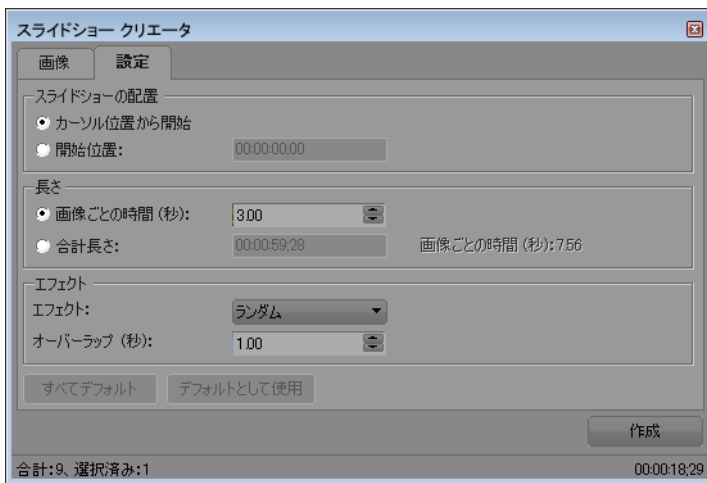 スライドショー クリエータ
画像 設定
スライドショーの配置
カーソル位置から開始
開始位置: 00:00:00;00
長さ
画像ごとの時間 (秒): 3.00
合計長さ: 00:00:59;28 画像ごとの時間 (秒): 7.56
エフェクト
エフェクト: ランダム
オーバーラップ (秒): 1.00
すべてデフォルト デフォルトとして使用
作成
合計:9、選択済み:1 00:00:18;29